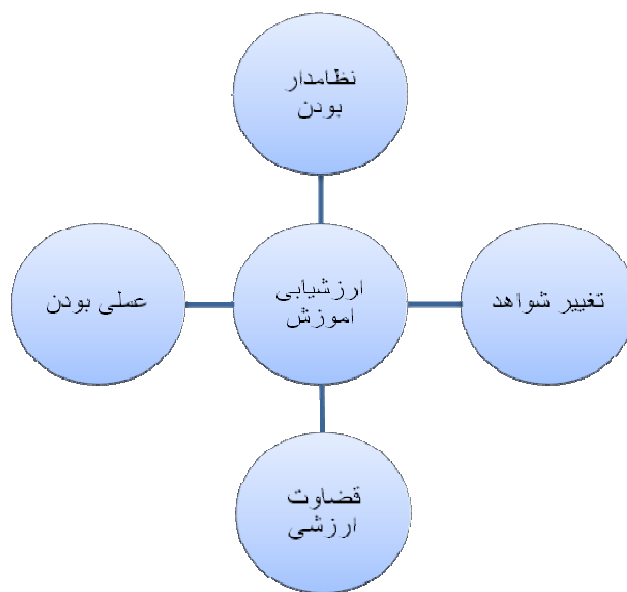 نظامدار
بودن
عملی بودن
ارزشیابی
اموزش
تغییر شواهد
قضاوت
ارزشی